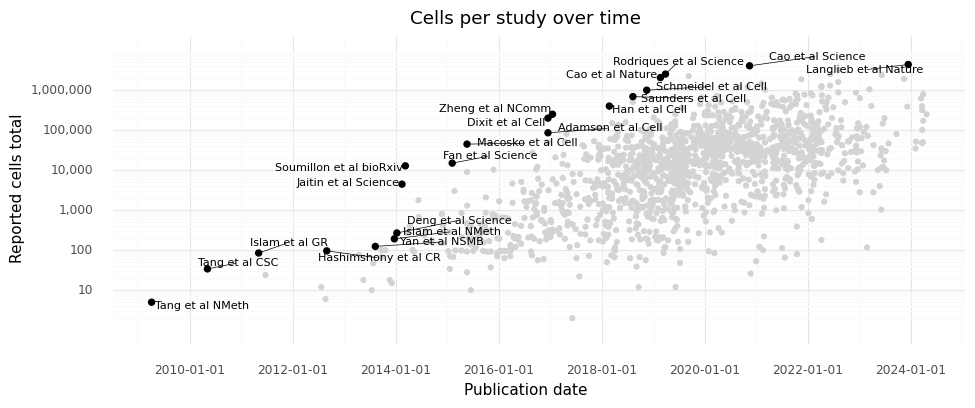 Cells per study over time
Rodriques et al Science
Cao et al Science
Langlieb et al Nature
Cao et al Nature
Schmeidel et al Cell
Saunders et al Cell
Han et al Cell
Zheng et al NComm
Dixit et al Cell
Adamson et al Cell
Macosko et al Cell
Fan et al Science
Soumillon et al bioRxiv
Jaitin et al Science
Deng et al Science
Islam et al NMeth
Yan et al NSMB
Islam et al GR
Hashimshony et al CR
Tang et al CSC
Tang et al NMeth
Reported cells total
1,000,000
100,000
10,000
1,000
100
10
2010-01-01
2012-01-01
2014-01-01
2016-01-01
2018-01-01
2020-01-01
2022-01-01
2024-01-01
Publication date